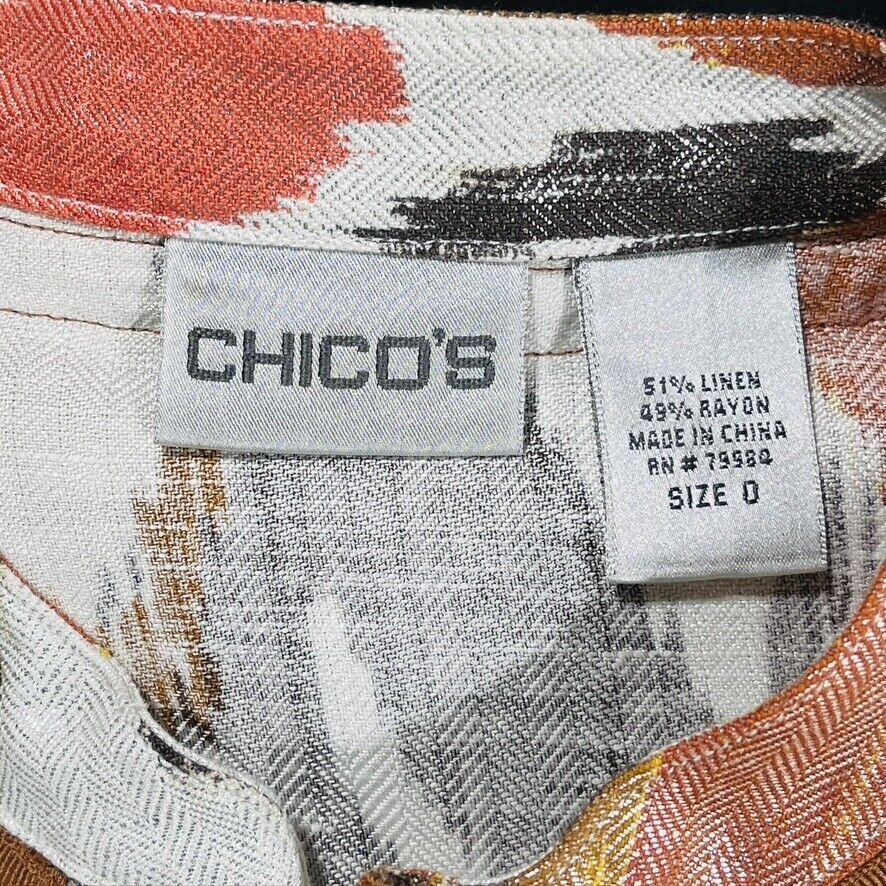 CHICO'S
51% LINEN
49% RAYON
MADE IN CHINA
RN # 79984
SIZE 0